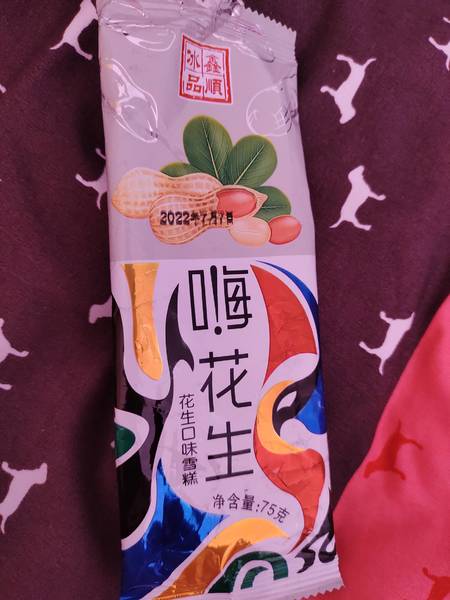 鑫順
冰品
2022年7月7日
嗨花生
花生口味雪糕
净含量:75克